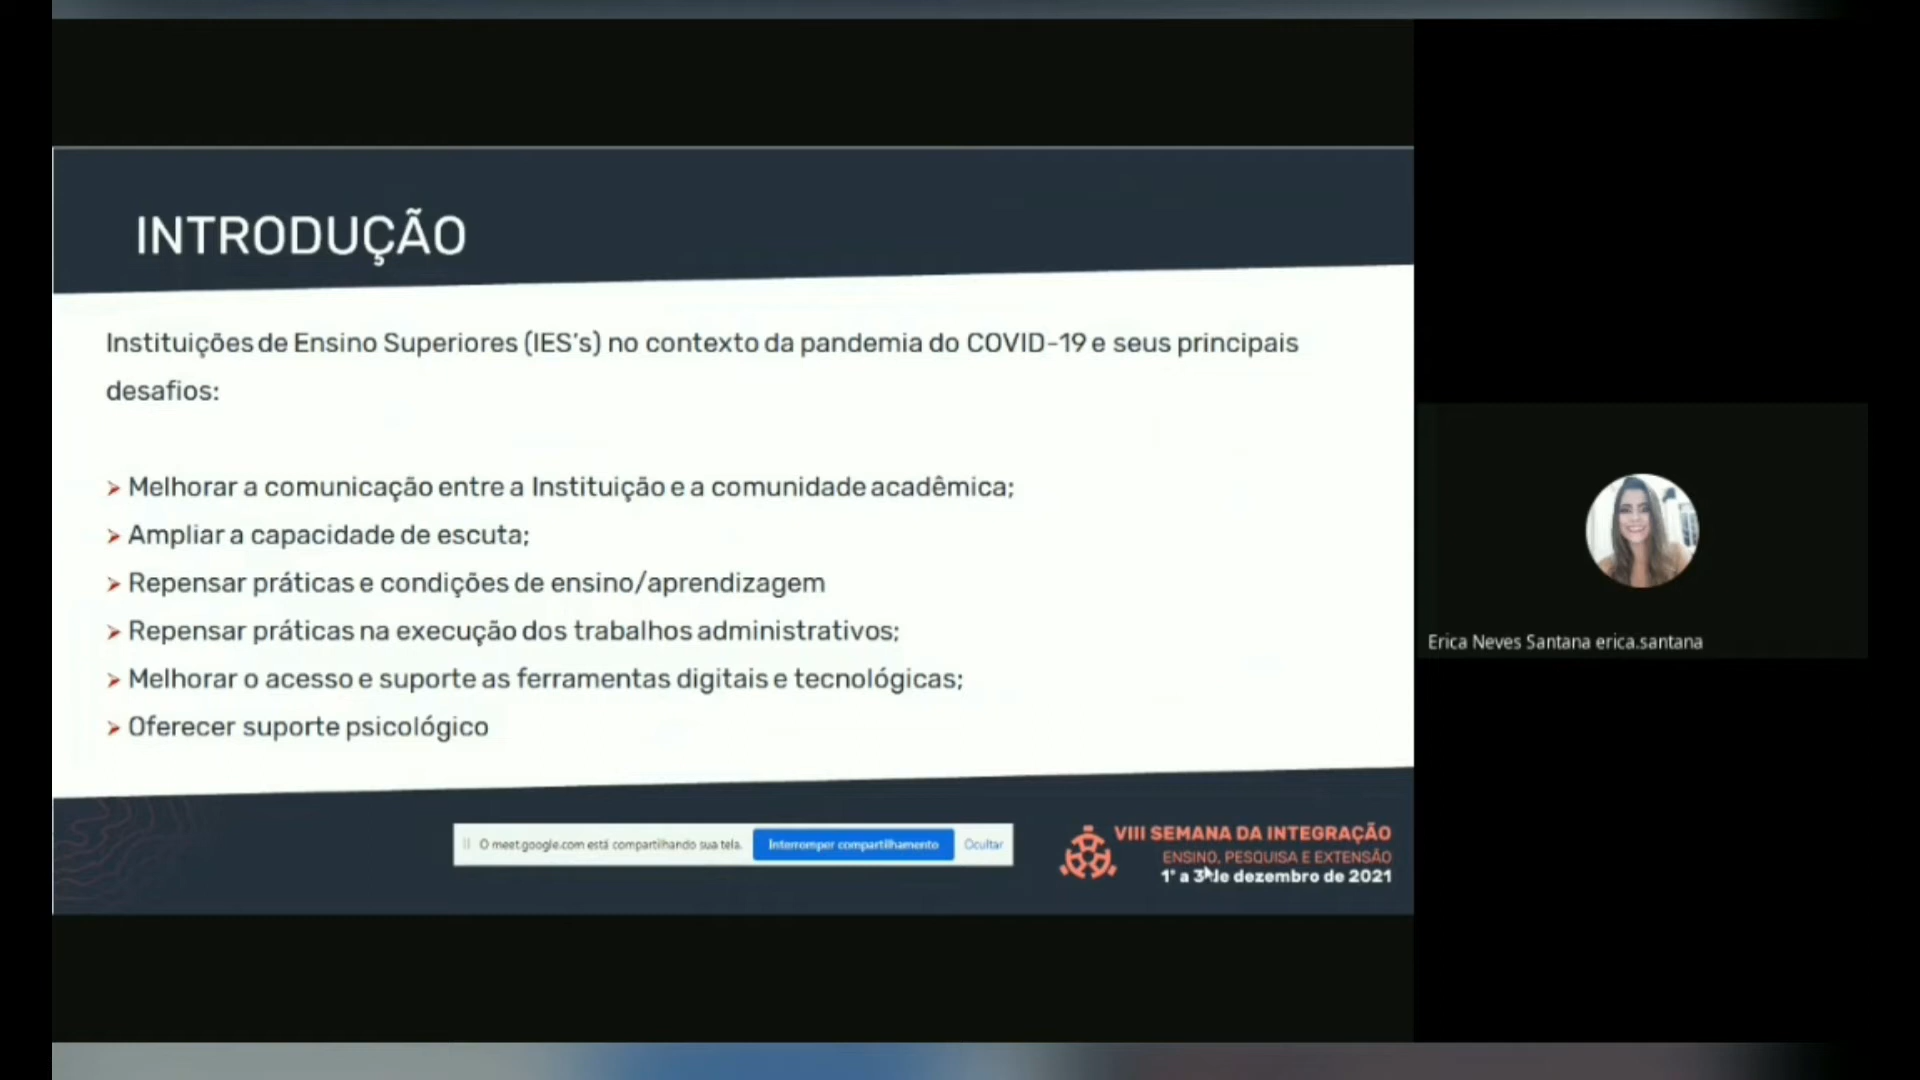 INTRODUÇÃO
Instituições de Ensino Superiores (IES's) no contexto da pandemia do COVID-19 e seus principais
desafios:
➢ Melhorar a comunicação entre a Instituição e a comunidade acadêmica;
➢ Ampliar a capacidade de escuta;
➢ Repensar práticas e condições de ensino/aprendizagem
➢ Repensar práticas na execução dos trabalhos administrativos;
➢ Melhorar o acesso e suporte as ferramentas digitais e tecnológicas;
➢ Oferecer suporte psicológico
O meet.google.com está compartilhando sua tela. Interromper compartilhamento Ocultar
VIII SEMANA DA INTEGRAÇÃO
ENSINO, PESQUISA E EXTENSÃO
1° a 3 de dezembro de 2021
Erica Neves Santana erica.santana